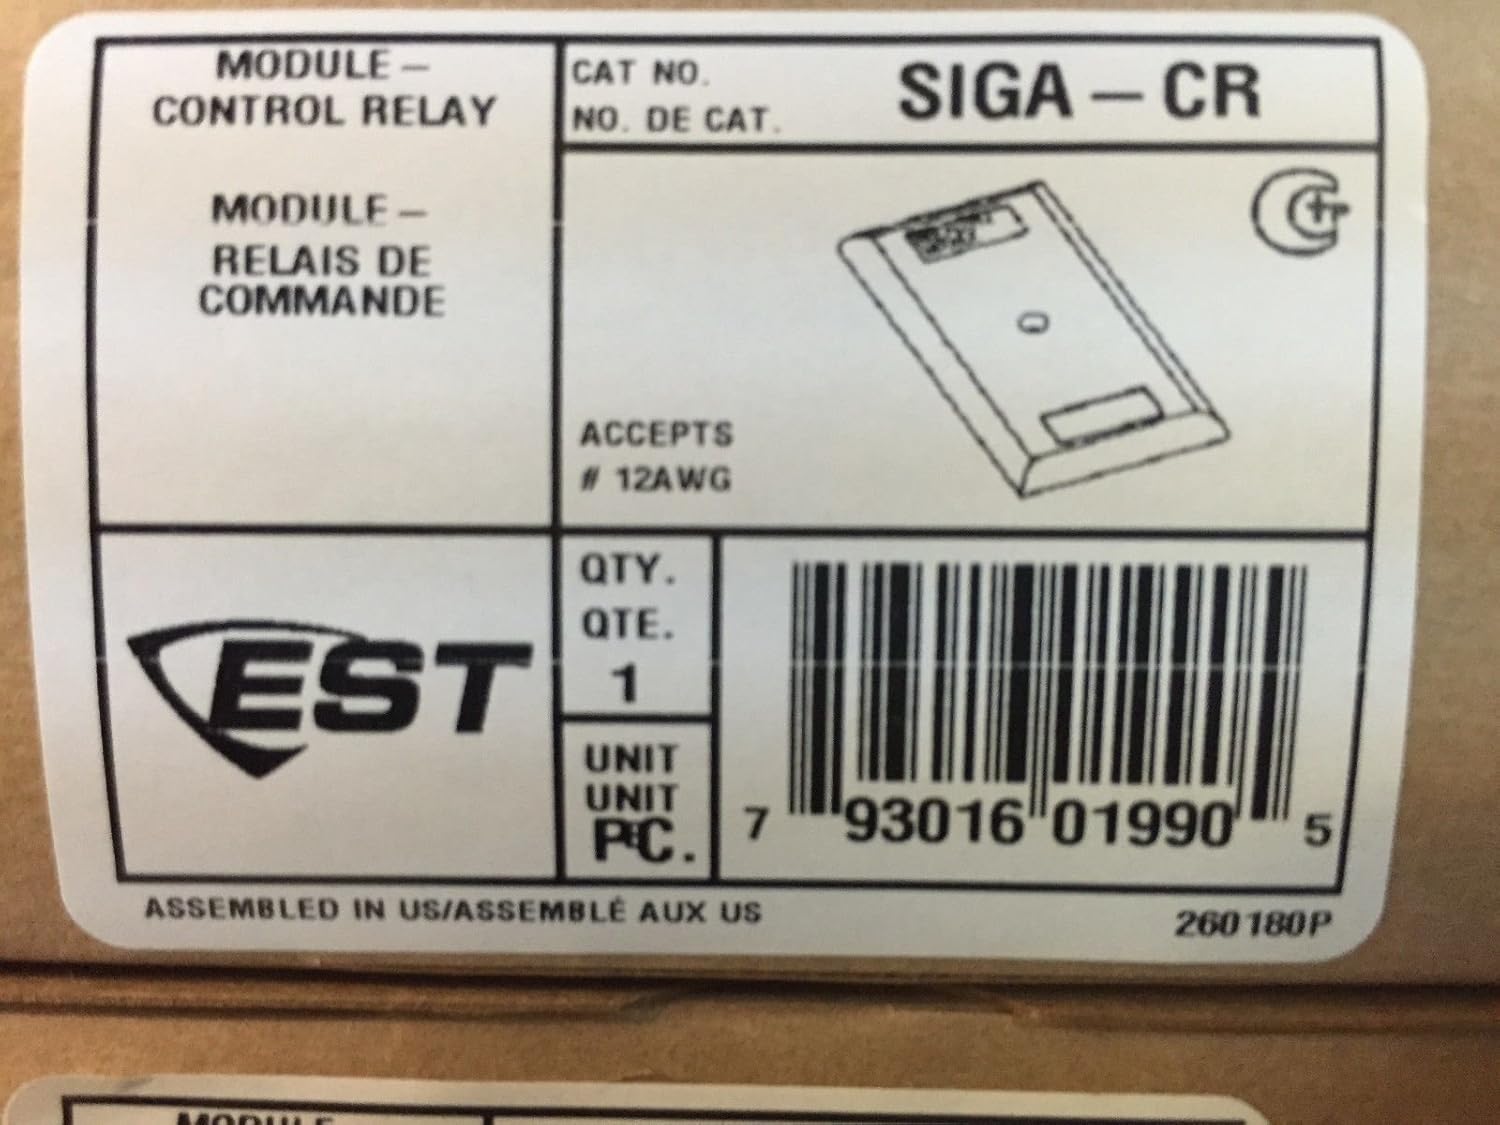 MODULE –
CONTROL RELAY
MODULE –
RELAIS DE
COMMANDE
CAT NO.
NO. DE CAT.
SIGA – CR
ACCEPTS
# 12AWG
EST
QTY.
QTE.
1
UNIT
UNIT
PEC.
7 93016 01990 5
ASSEMBLED IN US/ASSEMBLÉ AUX US
260180P
MODULE